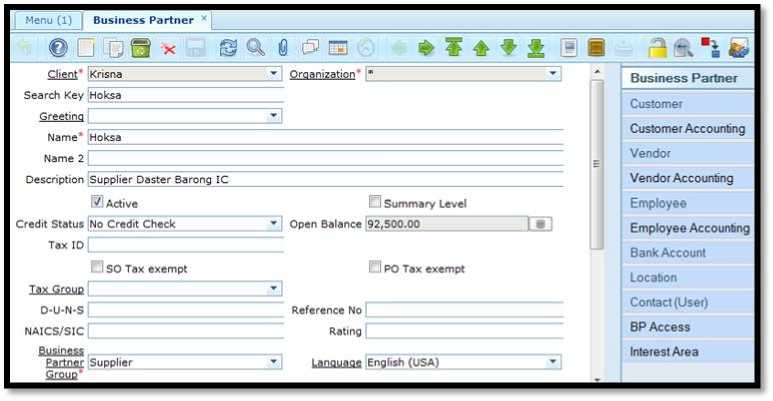 Menu (1) Business Partner ×
Client* Krisna Organization* *
Business Partner
Search Key Hoksa
Customer
Greeting
Customer Accounting
Name* Hoksa
Vendor
Name 2
Vendor Accounting
Description Supplier Daster Barong IC
Active Summary Level
Employee
Credit Status No Credit Check Open Balance 92,500.00
Employee Accounting
Tax ID
Bank Account
SO Tax exempt PO Tax exempt
Location
Tax Group
Contact (User)
D-U-N-S Reference No
NAICS/SIC Rating
BP Access
Business
Partner Supplier Language English (USA)
Group*
Interest Area